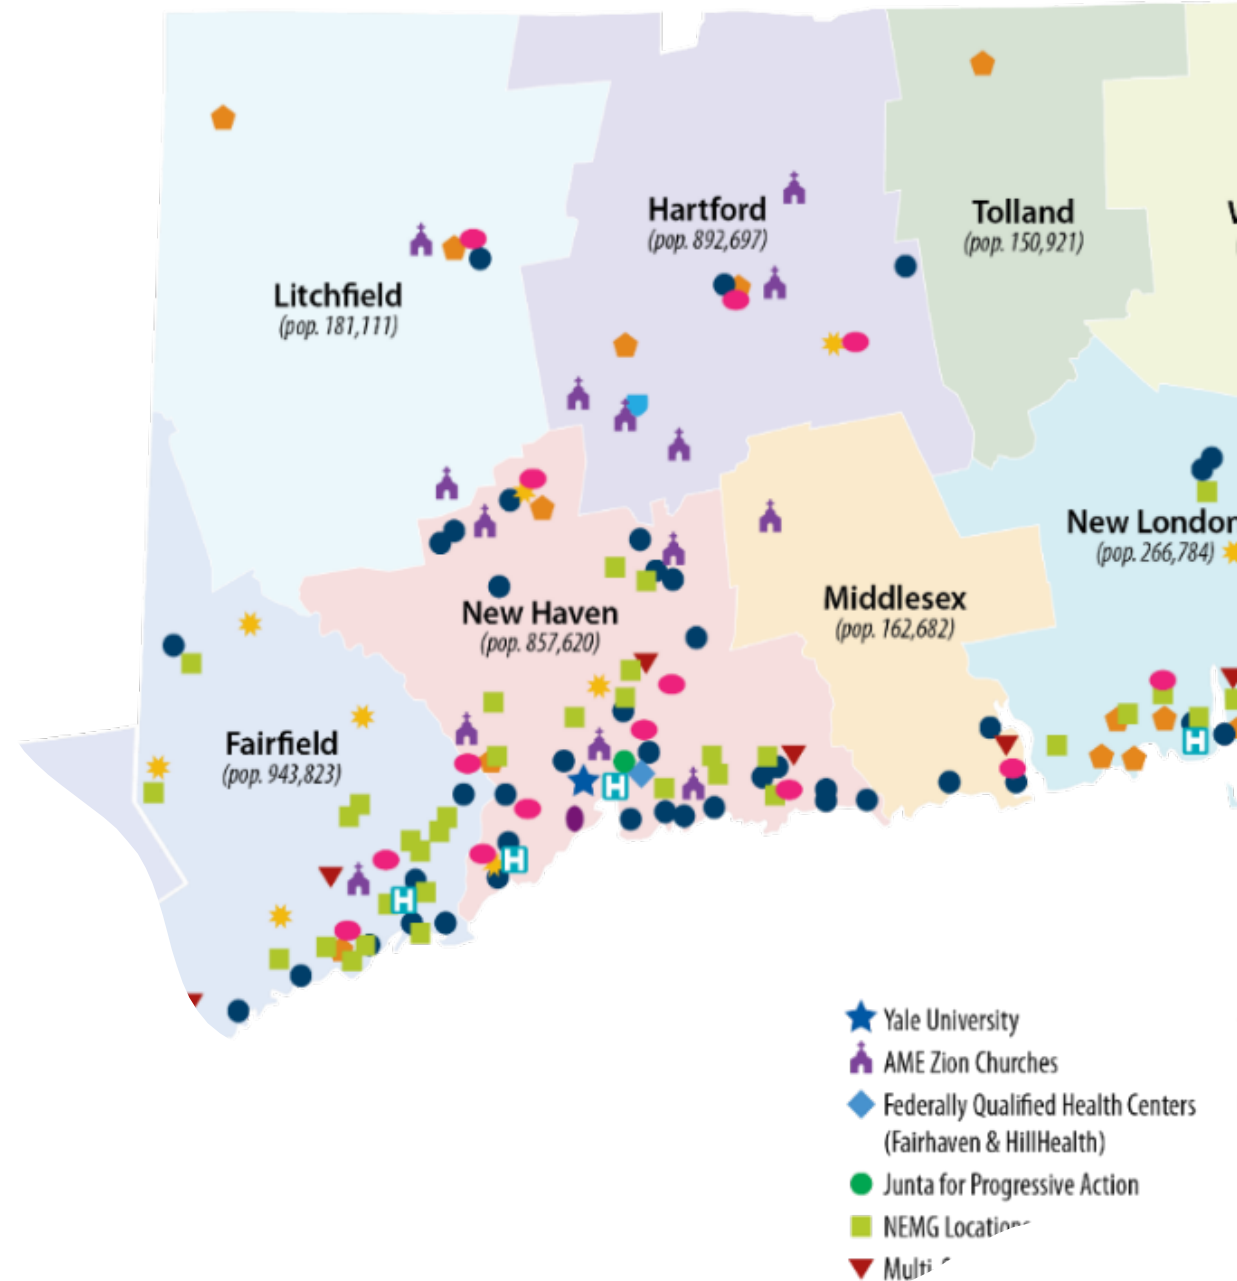 Hartford
(pop. 892,697)
Tolland
(pop. 150,921)
Litchfield
(pop. 181,111)
New London
(pop. 266,784)
New Haven
(pop. 857,620)
Middlesex
(pop. 162,682)
Fairfield
(pop. 943,823)
H
H
H
H
Yale University
AME Zion Churches
Federally Qualified Health Centers
(Fairhaven & HillHealth)
Junta for Progressive Action
NEMG Locations